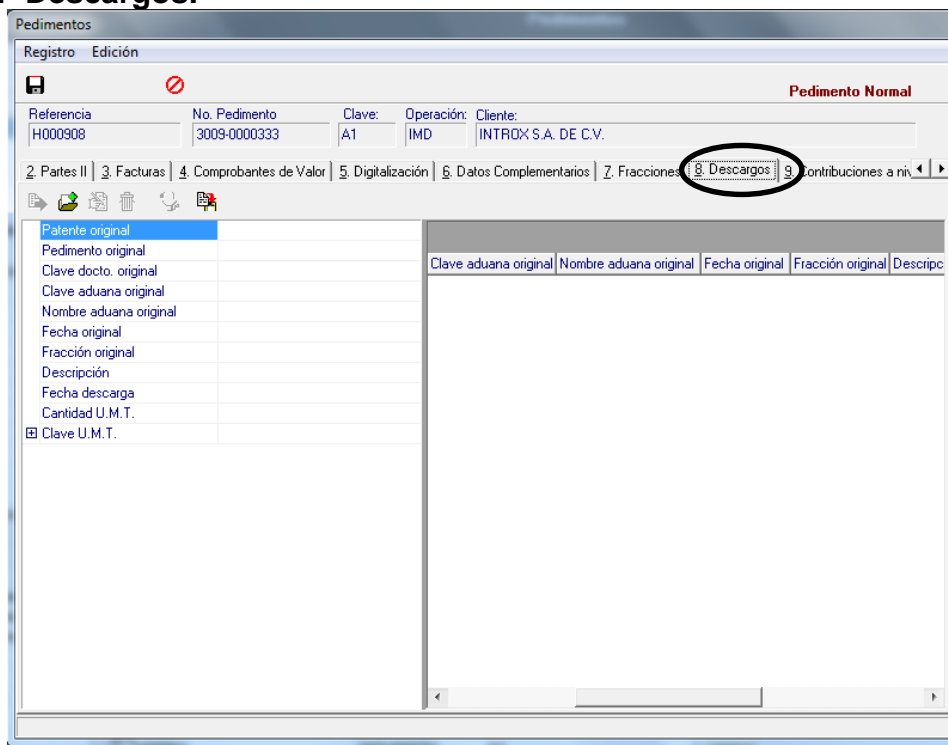 Descargos.
Pedimentos
Registro Edición
Pedimento Normal
Referencia No. Pedimento Clave: Operación: Cliente:
H000908 3009-0000333 A1 IMD INTROX S.A. DE C.V.
2. Partes II 3. Facturas 4. Comprobantes de Valor 5. Digitalización 6. Datos Complementarios 7. Fracciones 8. Descargos 9. Contribuciones a niv
Patente original
Pedimento original
Clave docto. original
Clave aduana original
Nombre aduana original
Fecha original
Fracción original
Descripción
Fecha descarga
Cantidad U.M.T.
Clave U.M.T.
Clave aduana original Nombre aduana original Fecha original Fracción original Descripc